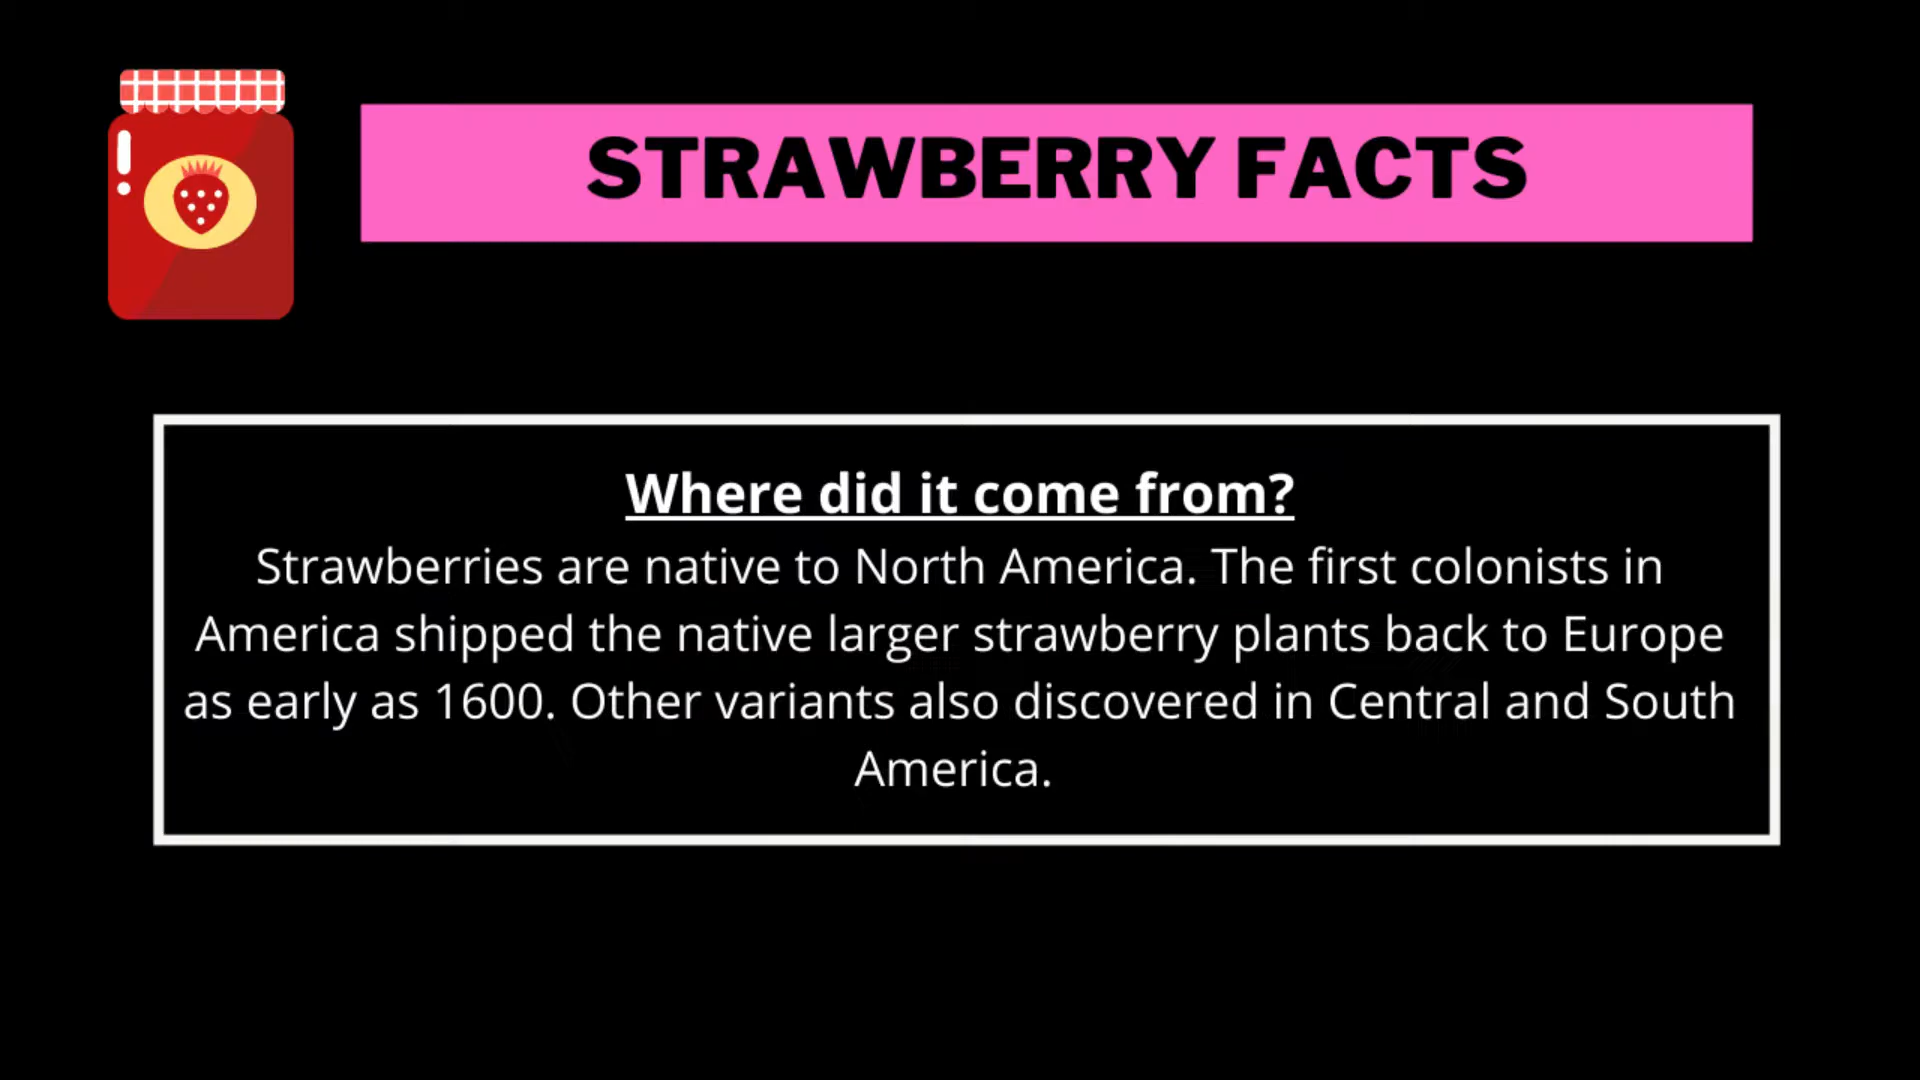 STRAWBERRY FACTS
Where did it come from?
Strawberries are native to North America. The first colonists in
America shipped the native larger strawberry plants back to Europe
as early as 1600. Other variants also discovered in Central and South
America.